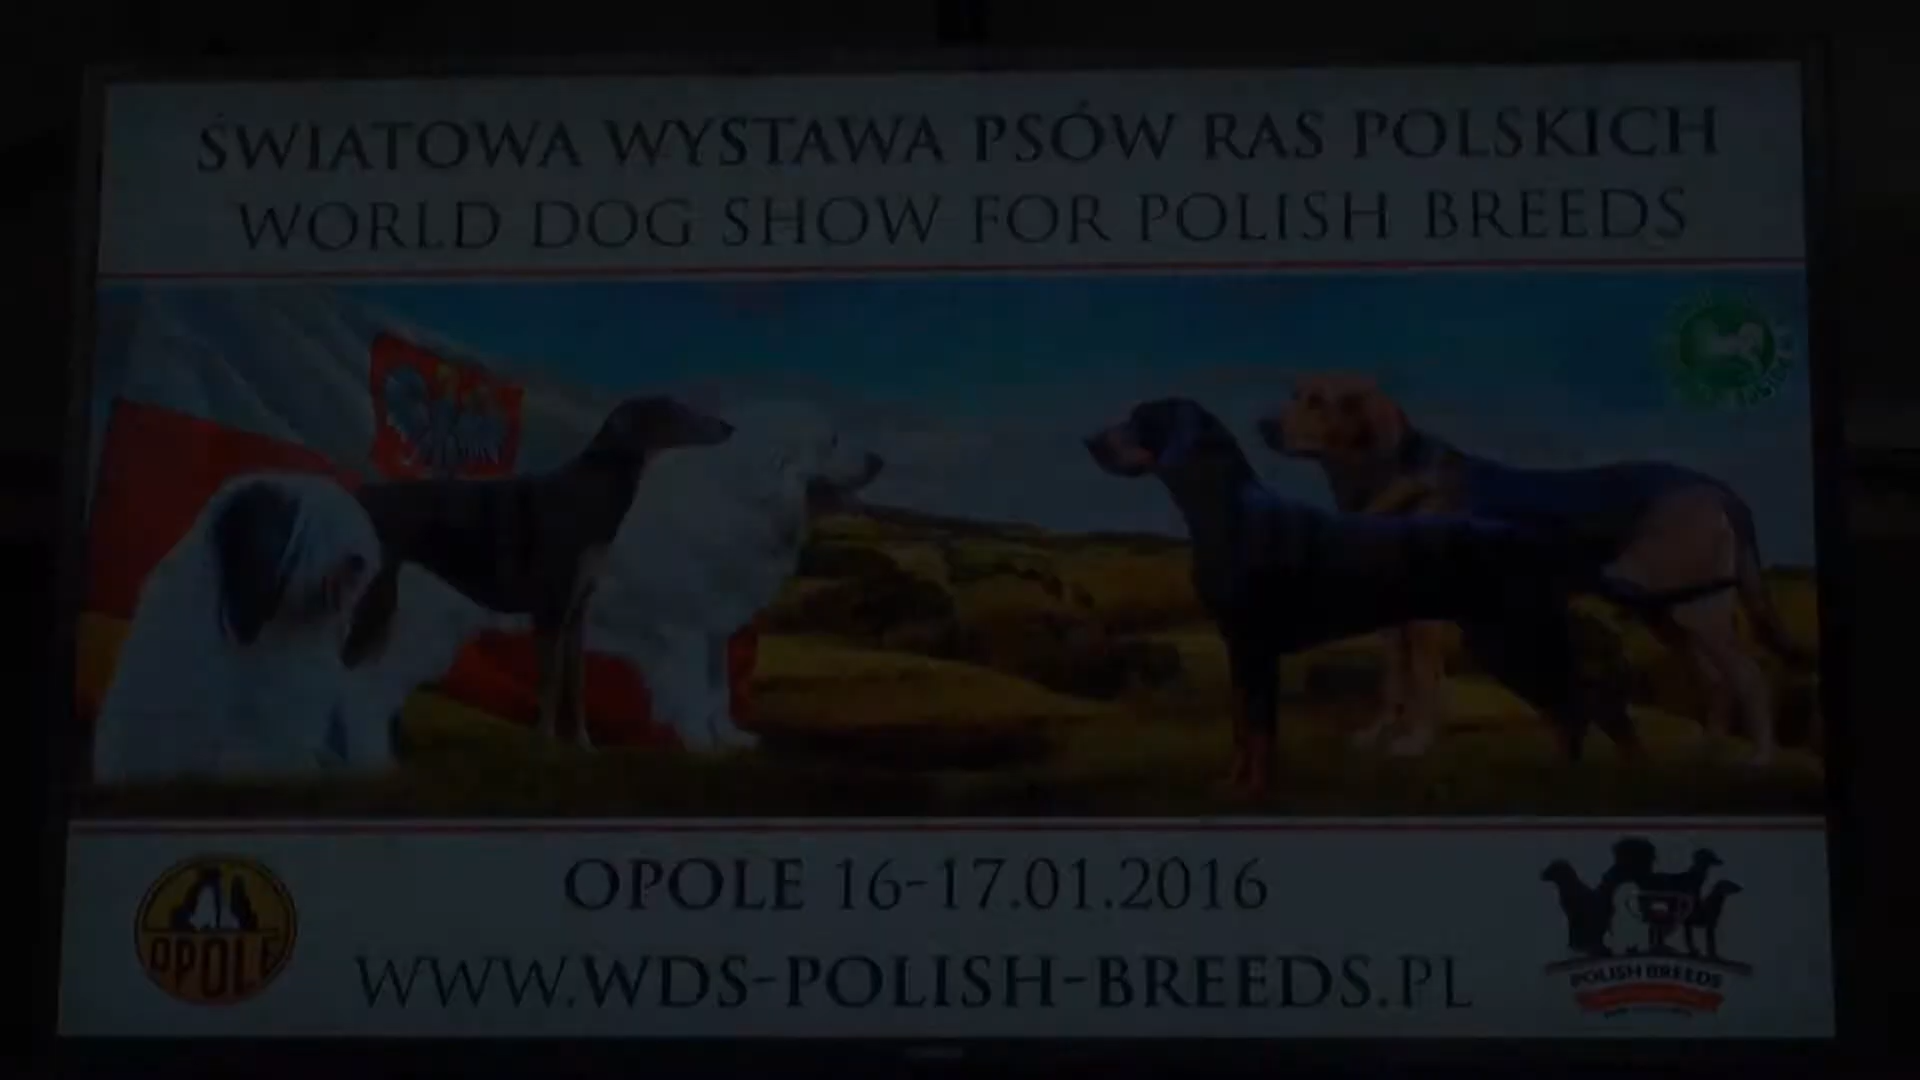 ŚWIATOWA WYSTAWA PSÓW RAS POLSKICH
WORLD DOG SHOW FOR POLISH BREEDS
OPOLE 16-17.01.2016
OPOLE
WWW.WDS-POLISH-BREEDS.PL
POLISH BREEDS